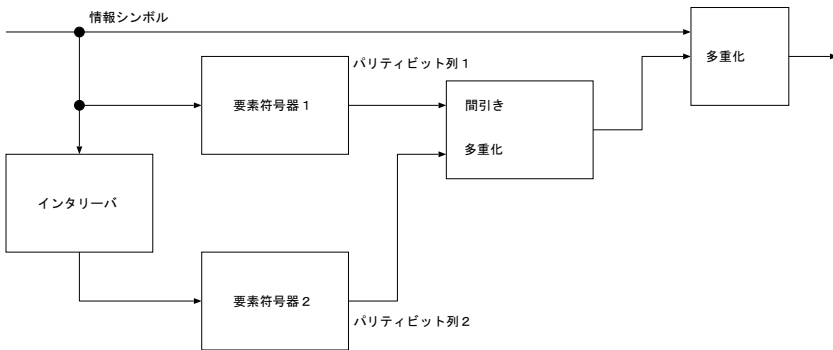 情報シンボル
多重化
パリティビット列１
要素符号器１
間引き
多重化
インタリーバ
要素符号器２
パリティビット列２